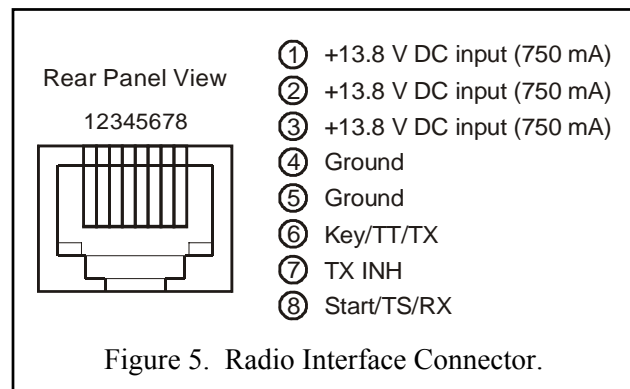 Rear Panel View
12345678
1 +13.8 V DC input (750 mA)
2 +13.8 V DC input (750 mA)
3 +13.8 V DC input (750 mA)
4 Ground
5 Ground
6 Key/TT/TX
7 TX INH
8 Start/TS/RX
Figure 5. Radio Interface Connector.